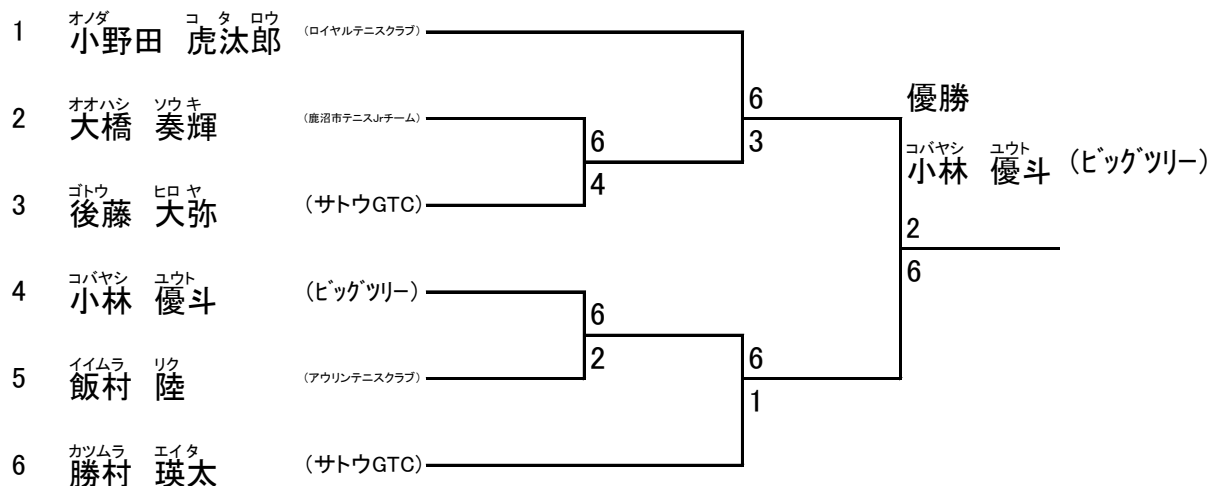 オノダ コ タ ロウ
1 小野田 虎汰郎 (ロイヤルテニスクラブ)
6
3
優勝
コバヤシ ユウト
小林 優斗 (ビッグツリー)
オオハシ ソウキ
2 大橋 奏輝 (鹿沼市テニスJrチーム)
6
4
ゴトウ ヒロヤ
3 後藤 大弥 (サトウGTC)
2
6
コバヤシ ユウト
4 小林 優斗 (ビッグツリー)
6
2
イイムラ リク
5 飯村 陸 (アウリンテニスクラブ)
6
1
カツムラ エイタ
6 勝村 瑛太 (サトウGTC)